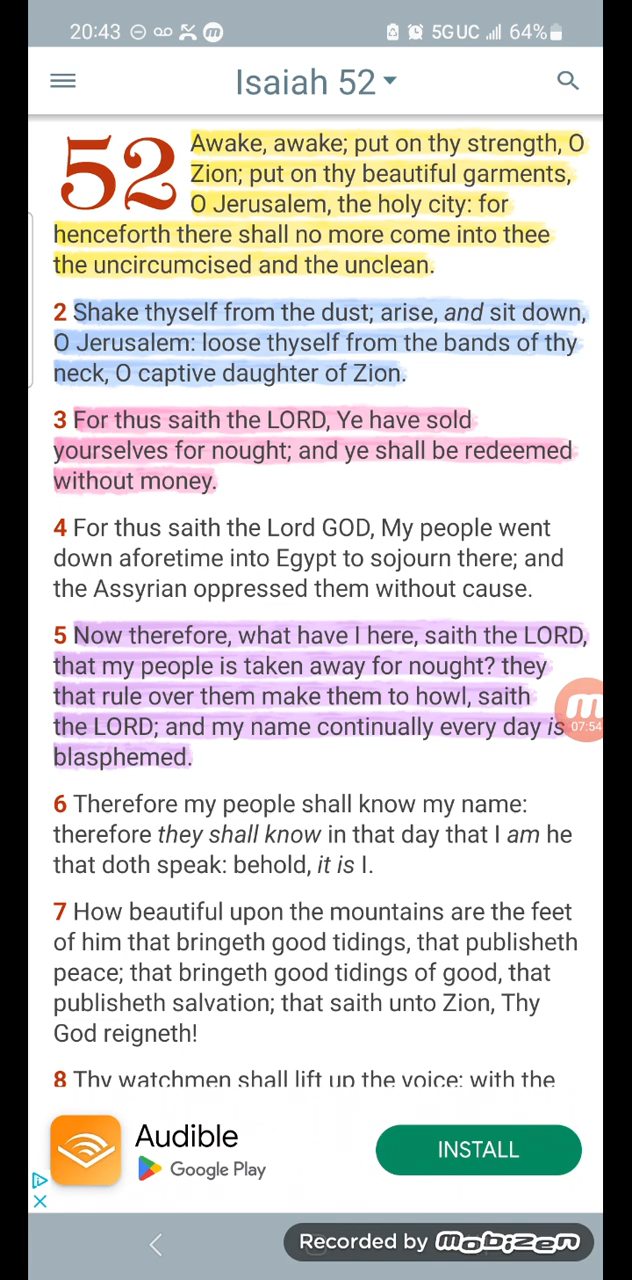 20:43 m 5G UC 64%
Isaiah 52
52
Awake, awake; put on thy strength, O
Zion; put on thy beautiful garments,
O Jerusalem, the holy city: for
henceforth there shall no more come into thee
the uncircumcised and the unclean.
2 Shake thyself from the dust; arise, and sit down,
O Jerusalem: loose thyself from the bands of thy
neck, O captive daughter of Zion.
3 For thus saith the LORD, Ye have sold
yourselves for nought; and ye shall be redeemed
without money.
4 For thus saith the Lord GOD, My people went
down aforetime into Egypt to sojourn there; and
the Assyrian oppressed them without cause.
5 Now therefore, what have I here, saith the LORD,
that my people is taken away for nought? they
that rule over them make them to howl, saith
the LORD; and my name continually every day is
blasphemed.
m
07:54
6 Therefore my people shall know my name:
therefore they shall know in that day that I am he
that doth speak: behold, it is I.
7 How beautiful upon the mountains are the feet
of him that bringeth good tidings, that publisheth
peace; that bringeth good tidings of good, that
publisheth salvation; that saith unto Zion, Thy
God reigneth!
8 Thy watchmen shall lift up the voice; with the
Audible
Google Play
INSTALL
Recorded by mobizen